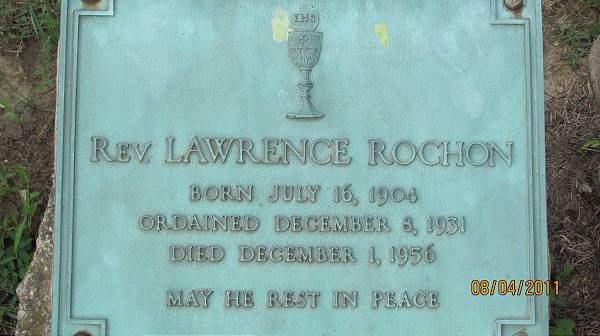 IHS
REV. LAWRENCE ROCHON
BORN JULY 16, 1904
ORDAINED DECEMBER 8, 1931
DIED DECEMBER 1, 1956
MAY HE REST IN PEACE
08/04/2011